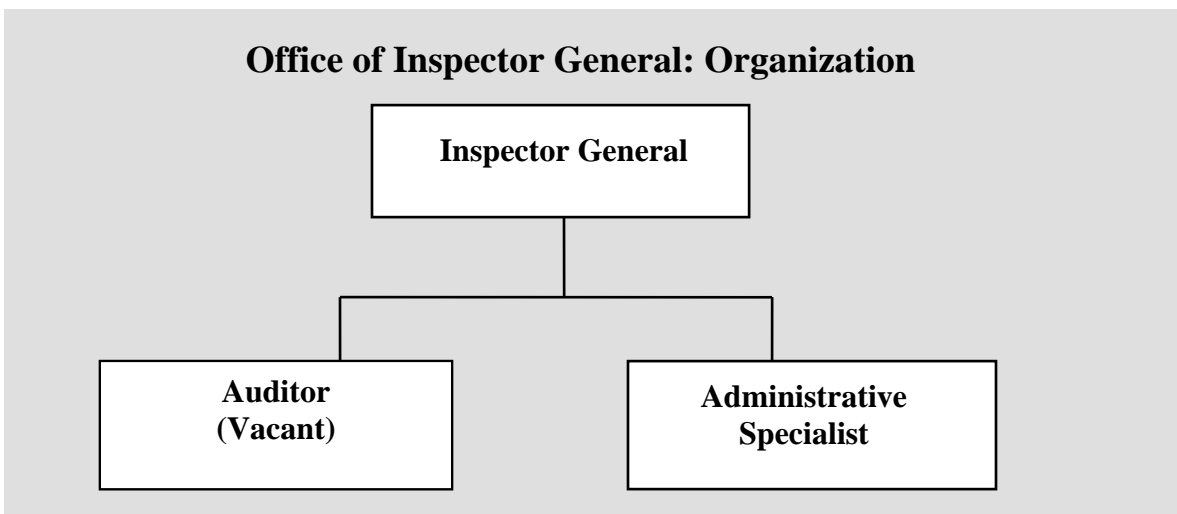 Office of Inspector General: Organization
Inspector General
Auditor
(Vacant)
Administrative
Specialist